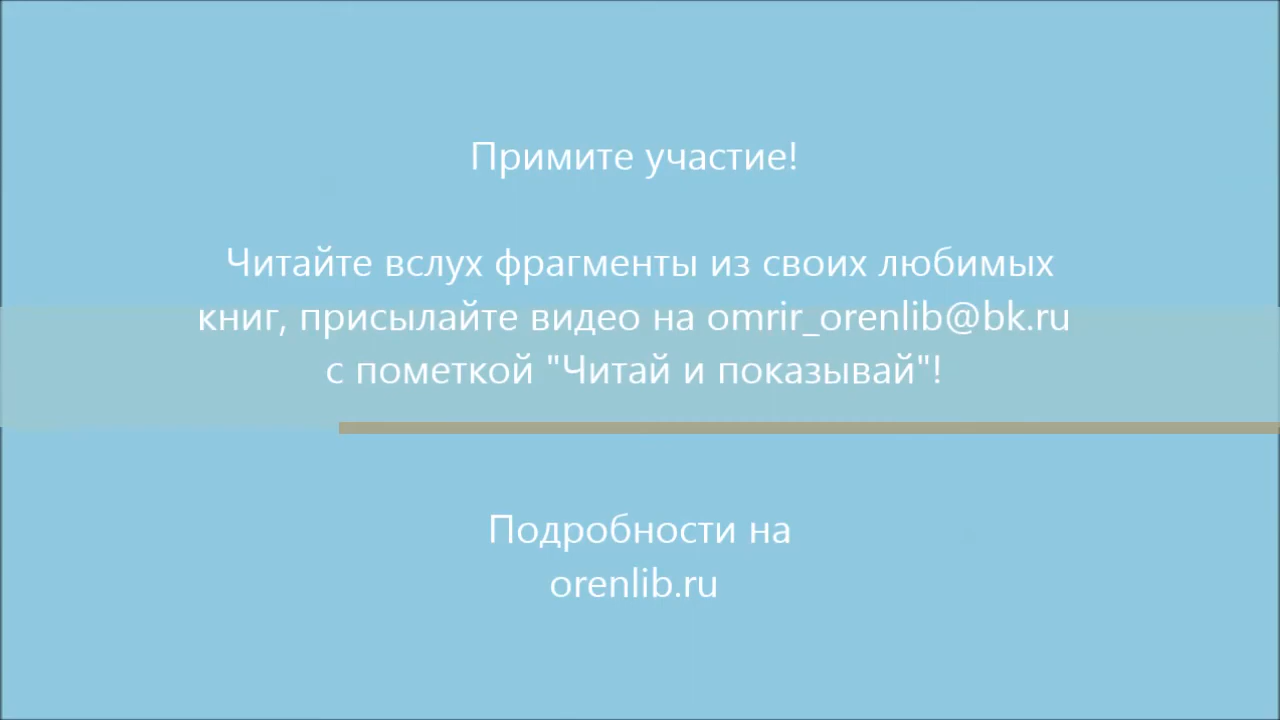 Примите участие!
Читайте вслух фрагменты из своих любимых
книг, присылайте видео на omrir_orenlib@bk.ru
с пометкой "Читай и показывай"!
Подробности на
orenlib.ru